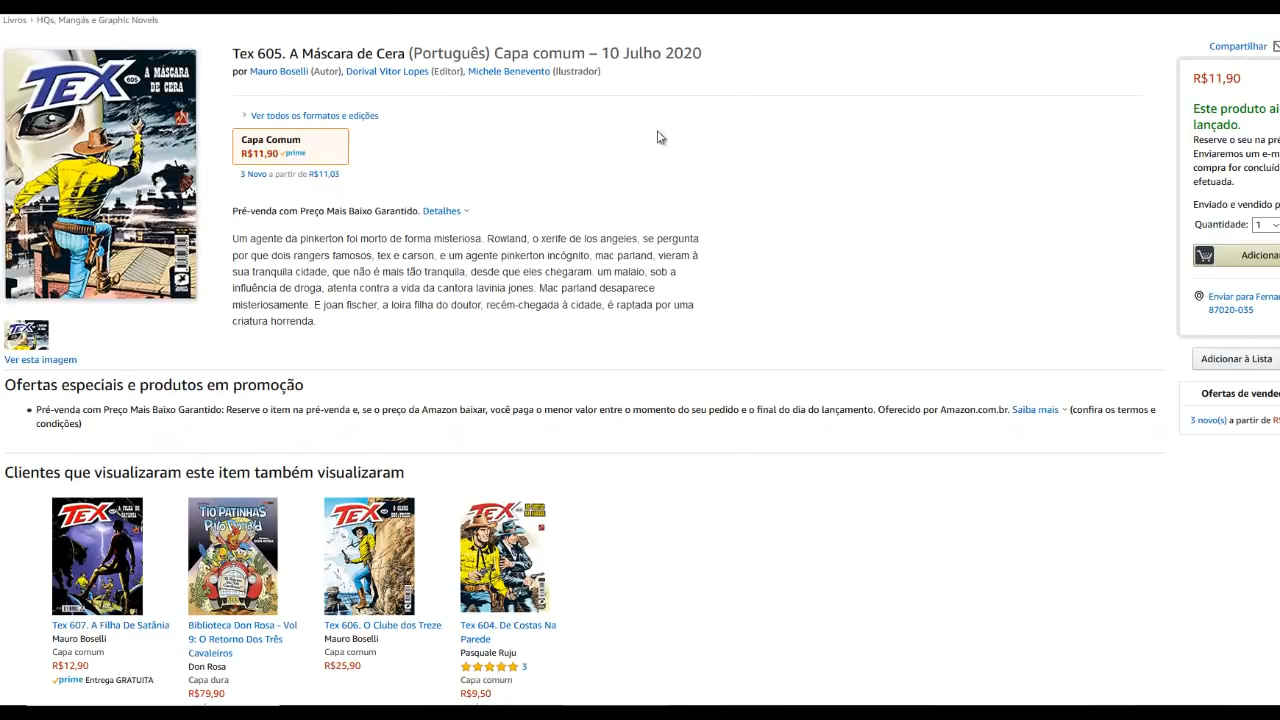 Livros › HQs, Mangás e Graphic Novels
Tex 605. A Máscara de Cera (Português) Capa comum – 10 Julho 2020
por Mauro Boselli (Autor), Dorival Vitor Lopes (Editor), Michele Benevento (Ilustrador)
Compartilhar
TEX
605
A MÁSCARA
DE CERA
› Ver todos os formatos e edições
Capa Comum
R$11,90 prime
3 Novo a partir de R$11,03
Pré-venda com Preço Mais Baixo Garantido. Detalhes
Um agente da pinkerton foi morto de forma misteriosa. Rowland, o xerife de los angeles, se pergunta
por que dois rangers famosos, tex e carson, e um agente pinkerton incógnito, mac parland, vieram à
sua tranquila cidade, que não é mais tão tranquila, desde que eles chegaram. um malaio, sob a
influência de droga, atenta contra a vida da cantora lavinia jones. Mac parland desaparece
misteriosamente. E joan fischer, a loira filha do doutor, recém-chegada à cidade, é raptada por uma
criatura horrenda.
R$11,90
Este produto ai
lançado.
Reserve o seu na pré
Enviaremos um e-m
compra for concluíd
efetuada.
Enviado e vendido p
Quantidade: 1
Adiciona
Enviar para Ferna
87020-035
Adicionar à Lista
Ofertas de vende
3 novo(s) a partir de R$
TEX
Ver esta imagem
Ofertas especiais e produtos em promoção
• Pré-venda com Preço Mais Baixo Garantido: Reserve o item na pré-venda e, se o preço da Amazon baixar, você paga o menor valor entre o momento do seu pedido e o final do dia do lançamento. Oferecido por Amazon.com.br. Saiba mais (confira os termos e
condições)
Clientes que visualizaram este item também visualizaram
TEX
A FILHA DE
SATÂNIA
TIO PATINHAS
PATO DONALD
TEX
O CLUBE
DOS TREZE
TEX
Tex 607. A Filha De Satânia
Mauro Boselli
Capa comum
R$12,90
prime Entrega GRATUITA
Biblioteca Don Rosa - Vol
9: O Retorno Dos Três
Cavaleiros
Don Rosa
Capa dura
R$79,90
Tex 606. O Clube dos Treze
Mauro Boselli
Capa comum
R$25,90
Tex 604. De Costas Na
Parede
Pasquale Ruju
3
Capa comum
R$9,50